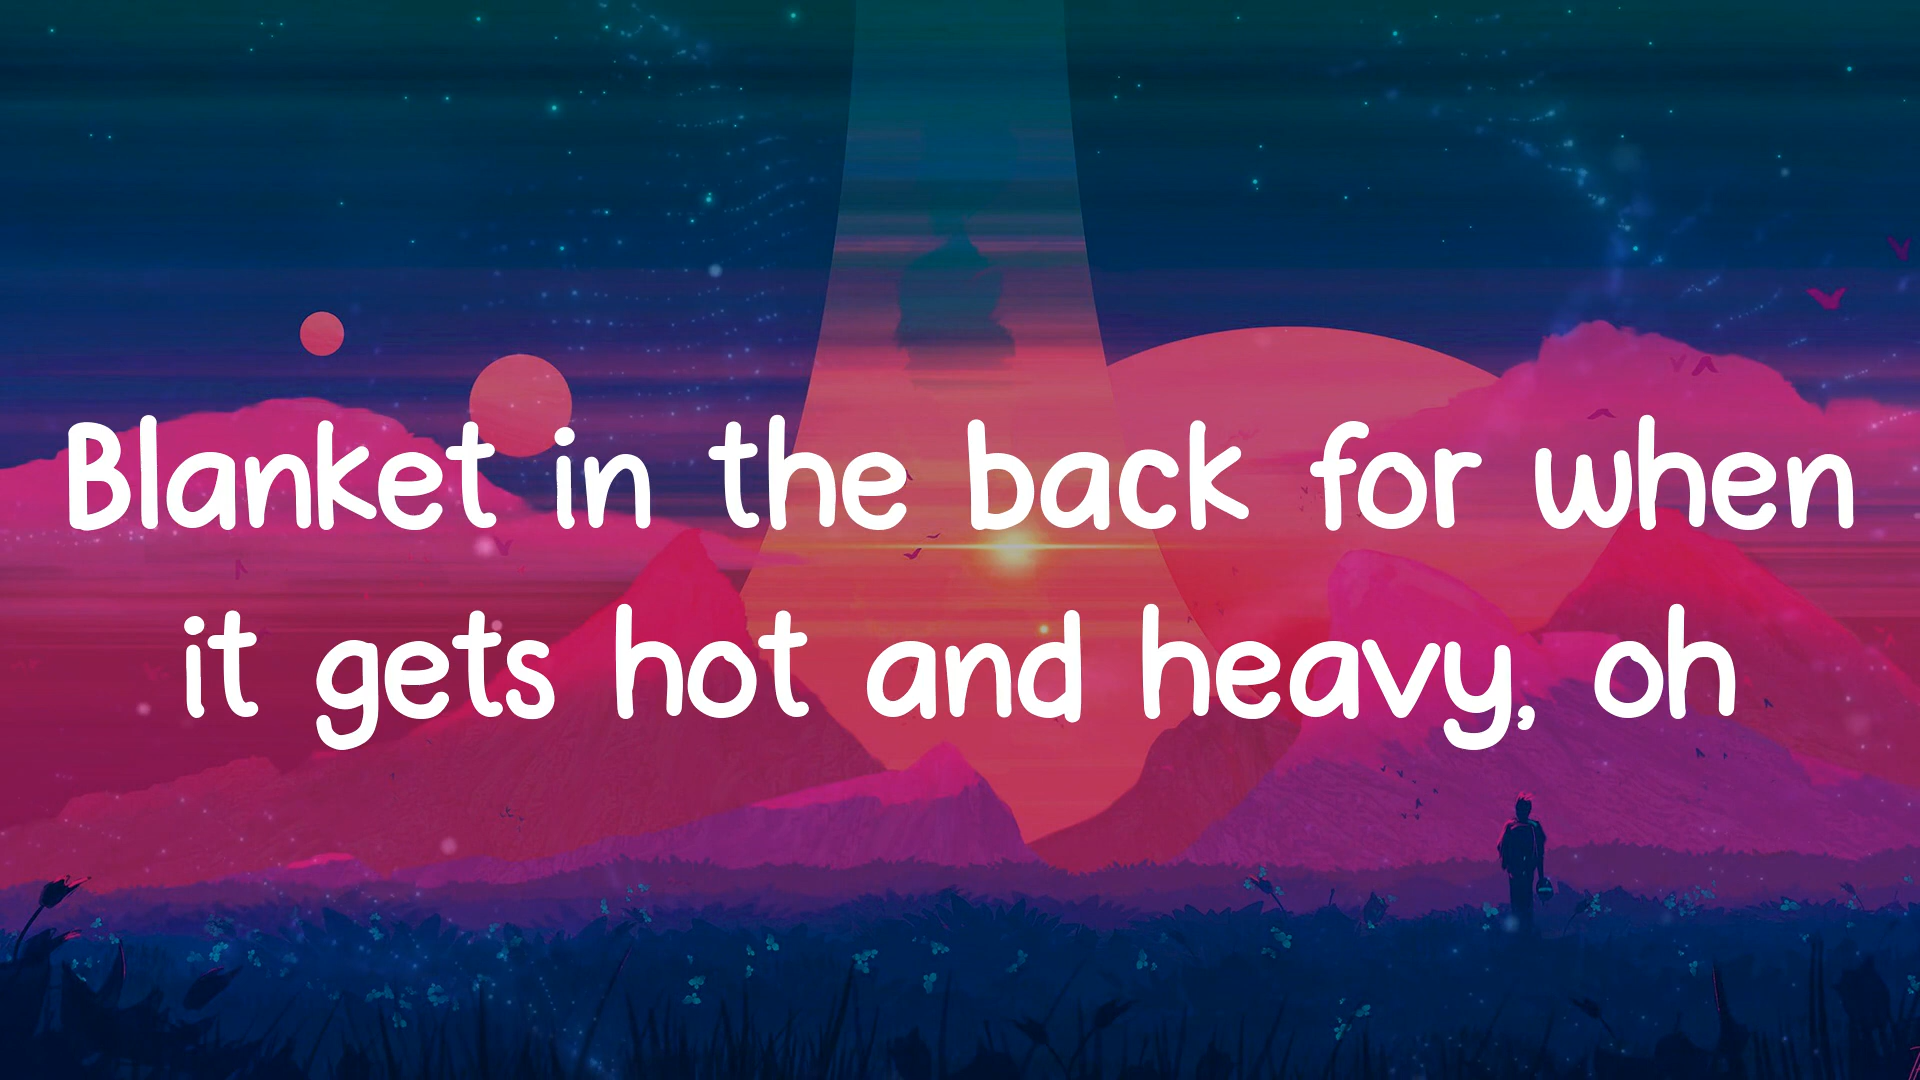 Blanket in the back for when
it gets hot and heavy, oh